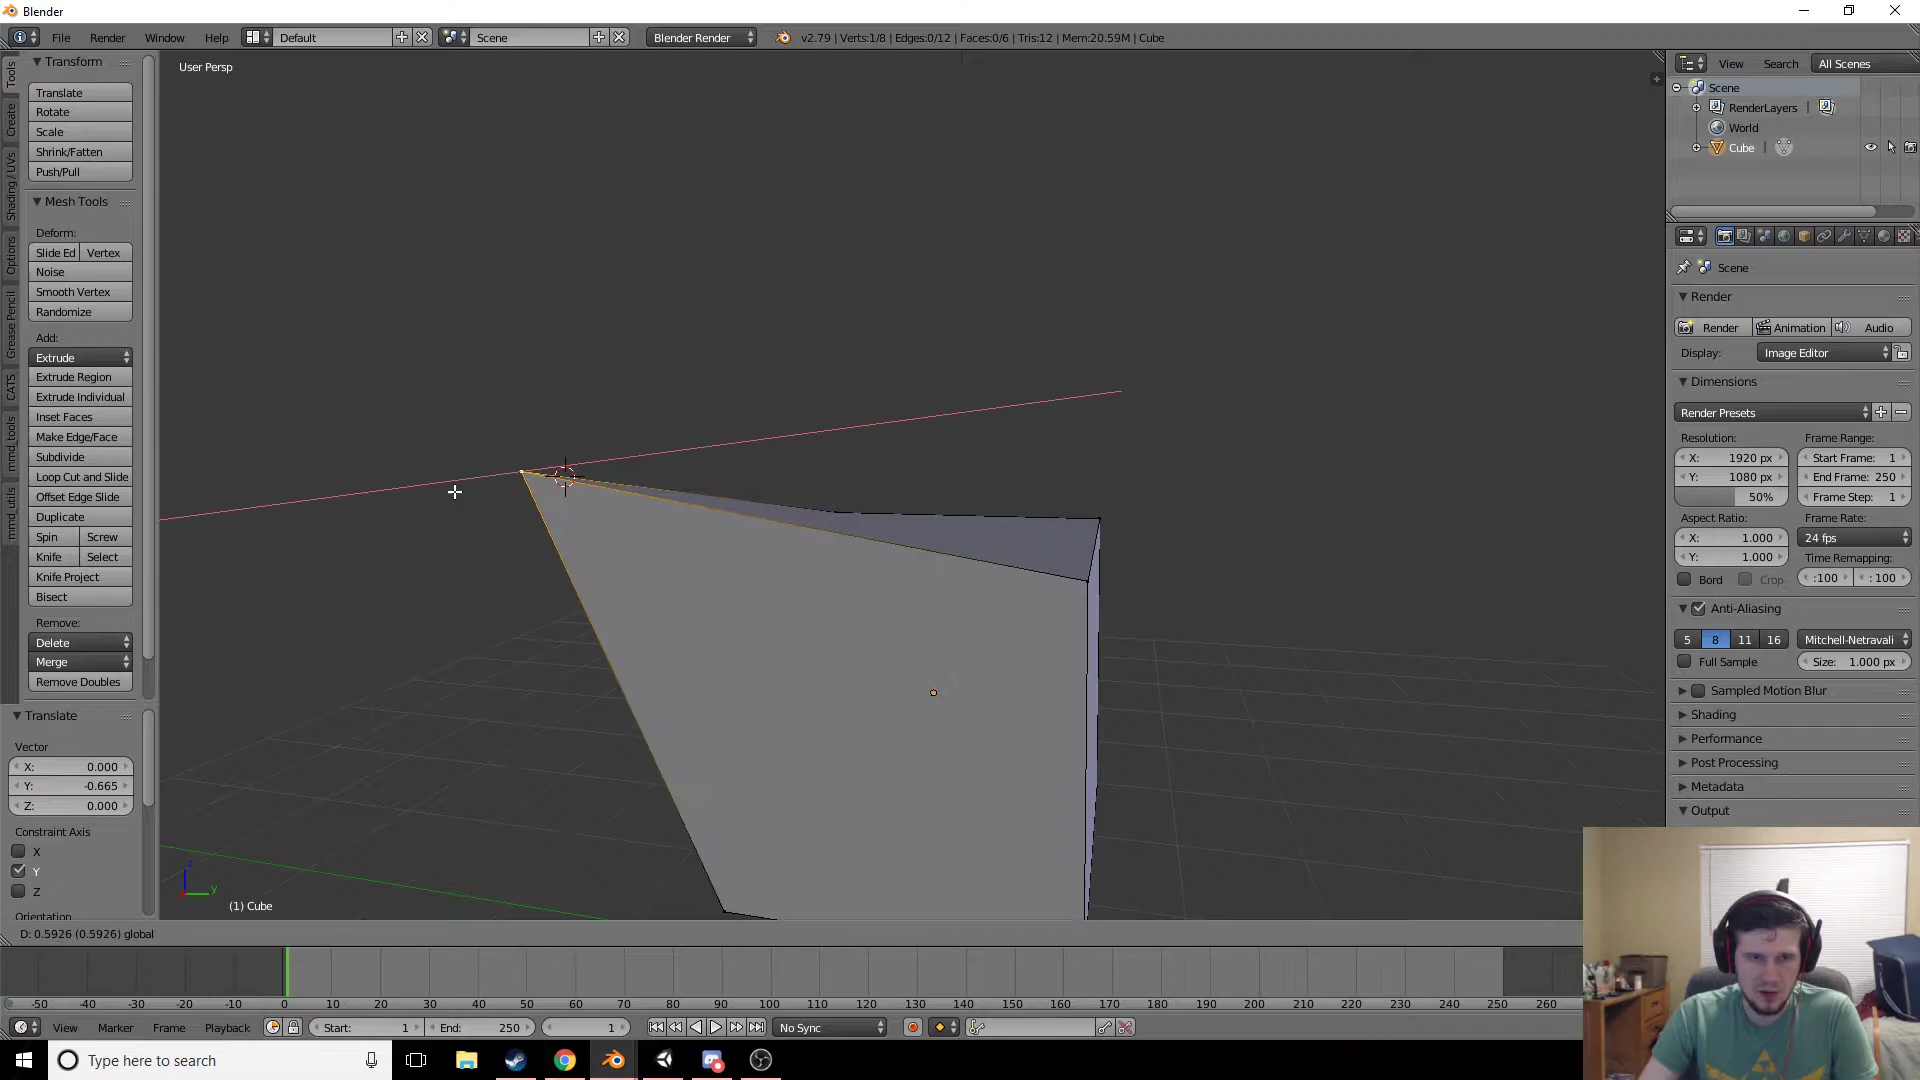 Blender
File Render Window Help Default Scene Blender Render v2.79 | Verts:1/8 | Edges:0/12 | Faces:0/6 | Tris:12 | Mem:20.59M | Cube
View Search All Scenes
Scene
RenderLayers |
World
Cube |
User Persp
Tools
Create
Shading / UVs
Options
Grease Pencil
CATS
mmd_tools
mmd_utils
Transform
Translate
Rotate
Scale
Shrink/Fatten
Push/Pull
Mesh Tools
Deform:
Slide Ed Vertex
Noise
Smooth Vertex
Randomize
Add:
Extrude
Extrude Region
Extrude Individual
Inset Faces
Make Edge/Face
Subdivide
Loop Cut and Slide
Offset Edge Slide
Duplicate
Spin Screw
Knife Select
Knife Project
Bisect
Remove:
Delete
Merge
Remove Doubles
Translate
Vector
X: 0.000
Y: -0.665
Z: 0.000
Constraint Axis
X
Y
Z
Orientation
z
y
(1) Cube
D: 0.5926 (0.5926) global
Scene
Render
Render Animation Audio
Display: Image Editor
Dimensions
Render Presets
Resolution: Frame Range:
X: 1920 px Start Frame: 1
Y: 1080 px End Frame: 250
50% Frame Step: 1
Aspect Ratio: Frame Rate:
X: 1.000 24 fps
Y: 1.000 Time Remapping:
Bord Crop :100 : 100
Anti-Aliasing
5 8 11 16 Mitchell-Netravali
Full Sample Size: 1.000 px
Sampled Motion Blur
Shading
Performance
Post Processing
Metadata
Output
-50 -40 -30 -20 -10 0 10 20 30 40 50 60 70 80 90 100 110 120 130 140 150 160 170 180 190 200 210 220 230 240 250 260
View Marker Frame Playback Start: 1 End: 250 1 No Sync
Type here to search